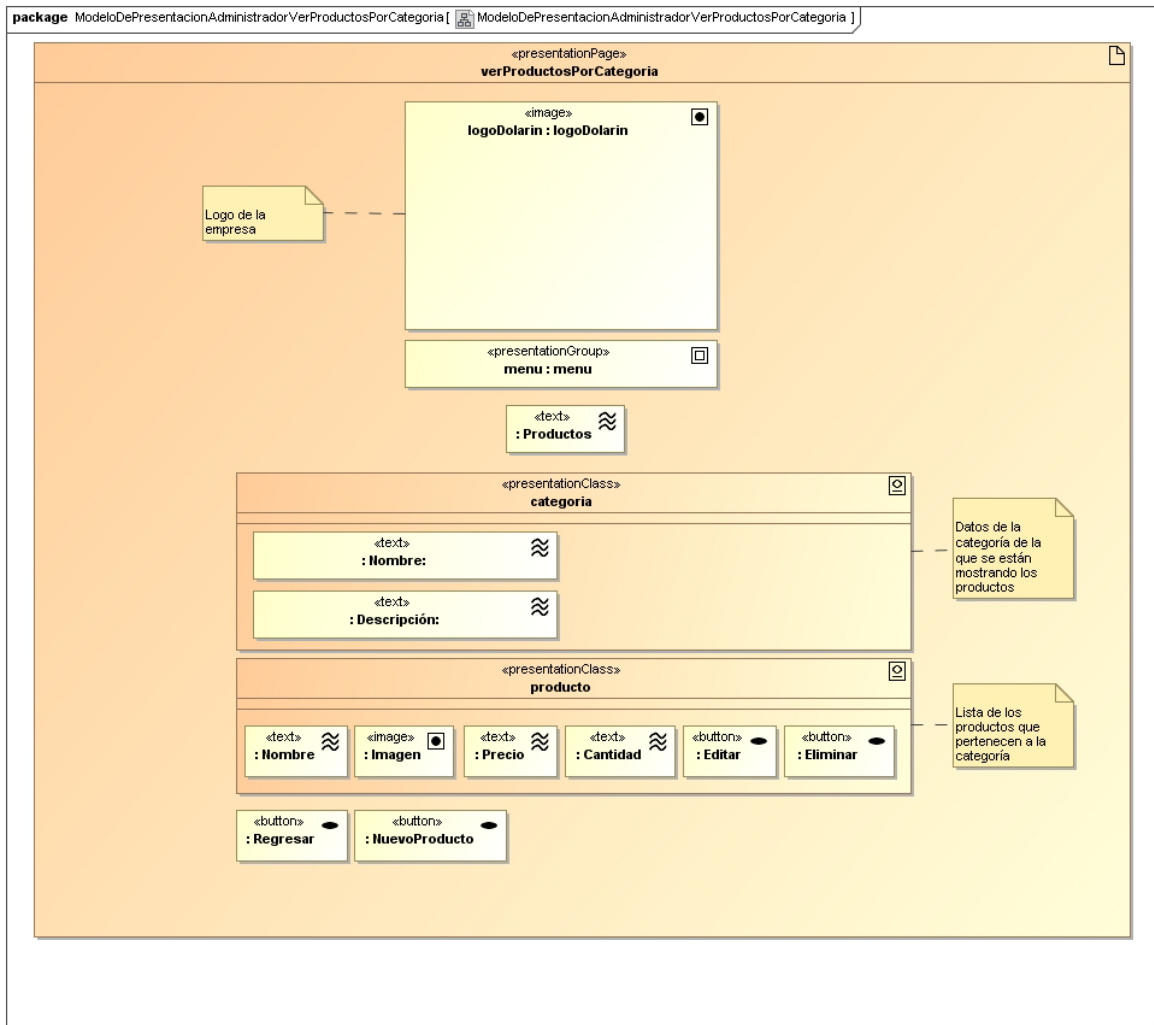 package ModeloDePresentacionAdministradorVerProductosPorCategoria [ ModeloDePresentacionAdministradorVerProductosPorCategoria ]
«presentationPage»
verProductosPorCategoria
«image»
logoDolarin : logoDolarin
Logo de la
empresa
«presentationGroup»
menu : menu
«text»
: Productos
«presentationClass»
categoria
«text»
: Nombre:
«text»
: Descripción:
Datos de la
categoría de la
que se están
mostrando los
productos
«presentationClass»
producto
«text»
: Nombre
«image»
: Imagen
«text»
: Precio
«text»
: Cantidad
«button»
: Editar
«button»
: Eliminar
Lista de los
productos que
pertenecen a la
categoría
«button»
: Regresar
«button»
: NuevoProducto